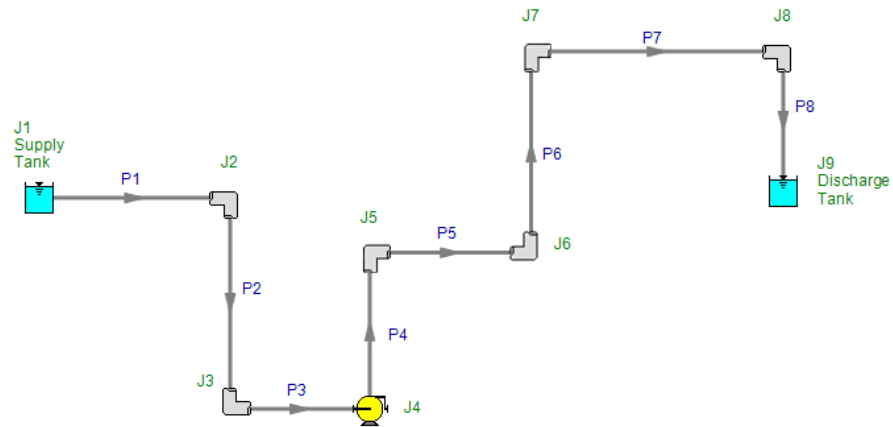 J7
J8
P7
J1
Supply
Tank
P1
J2
P8
P6
J9
Discharge
Tank
J5
P5
J6
P2
P4
J3
P3
J4